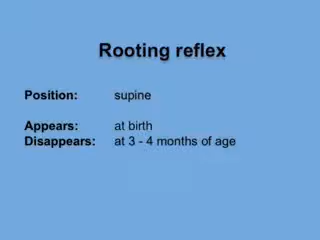 Rooting reflex
Position: supine
Appears: at birth
Disappears: at 3 - 4 months of age